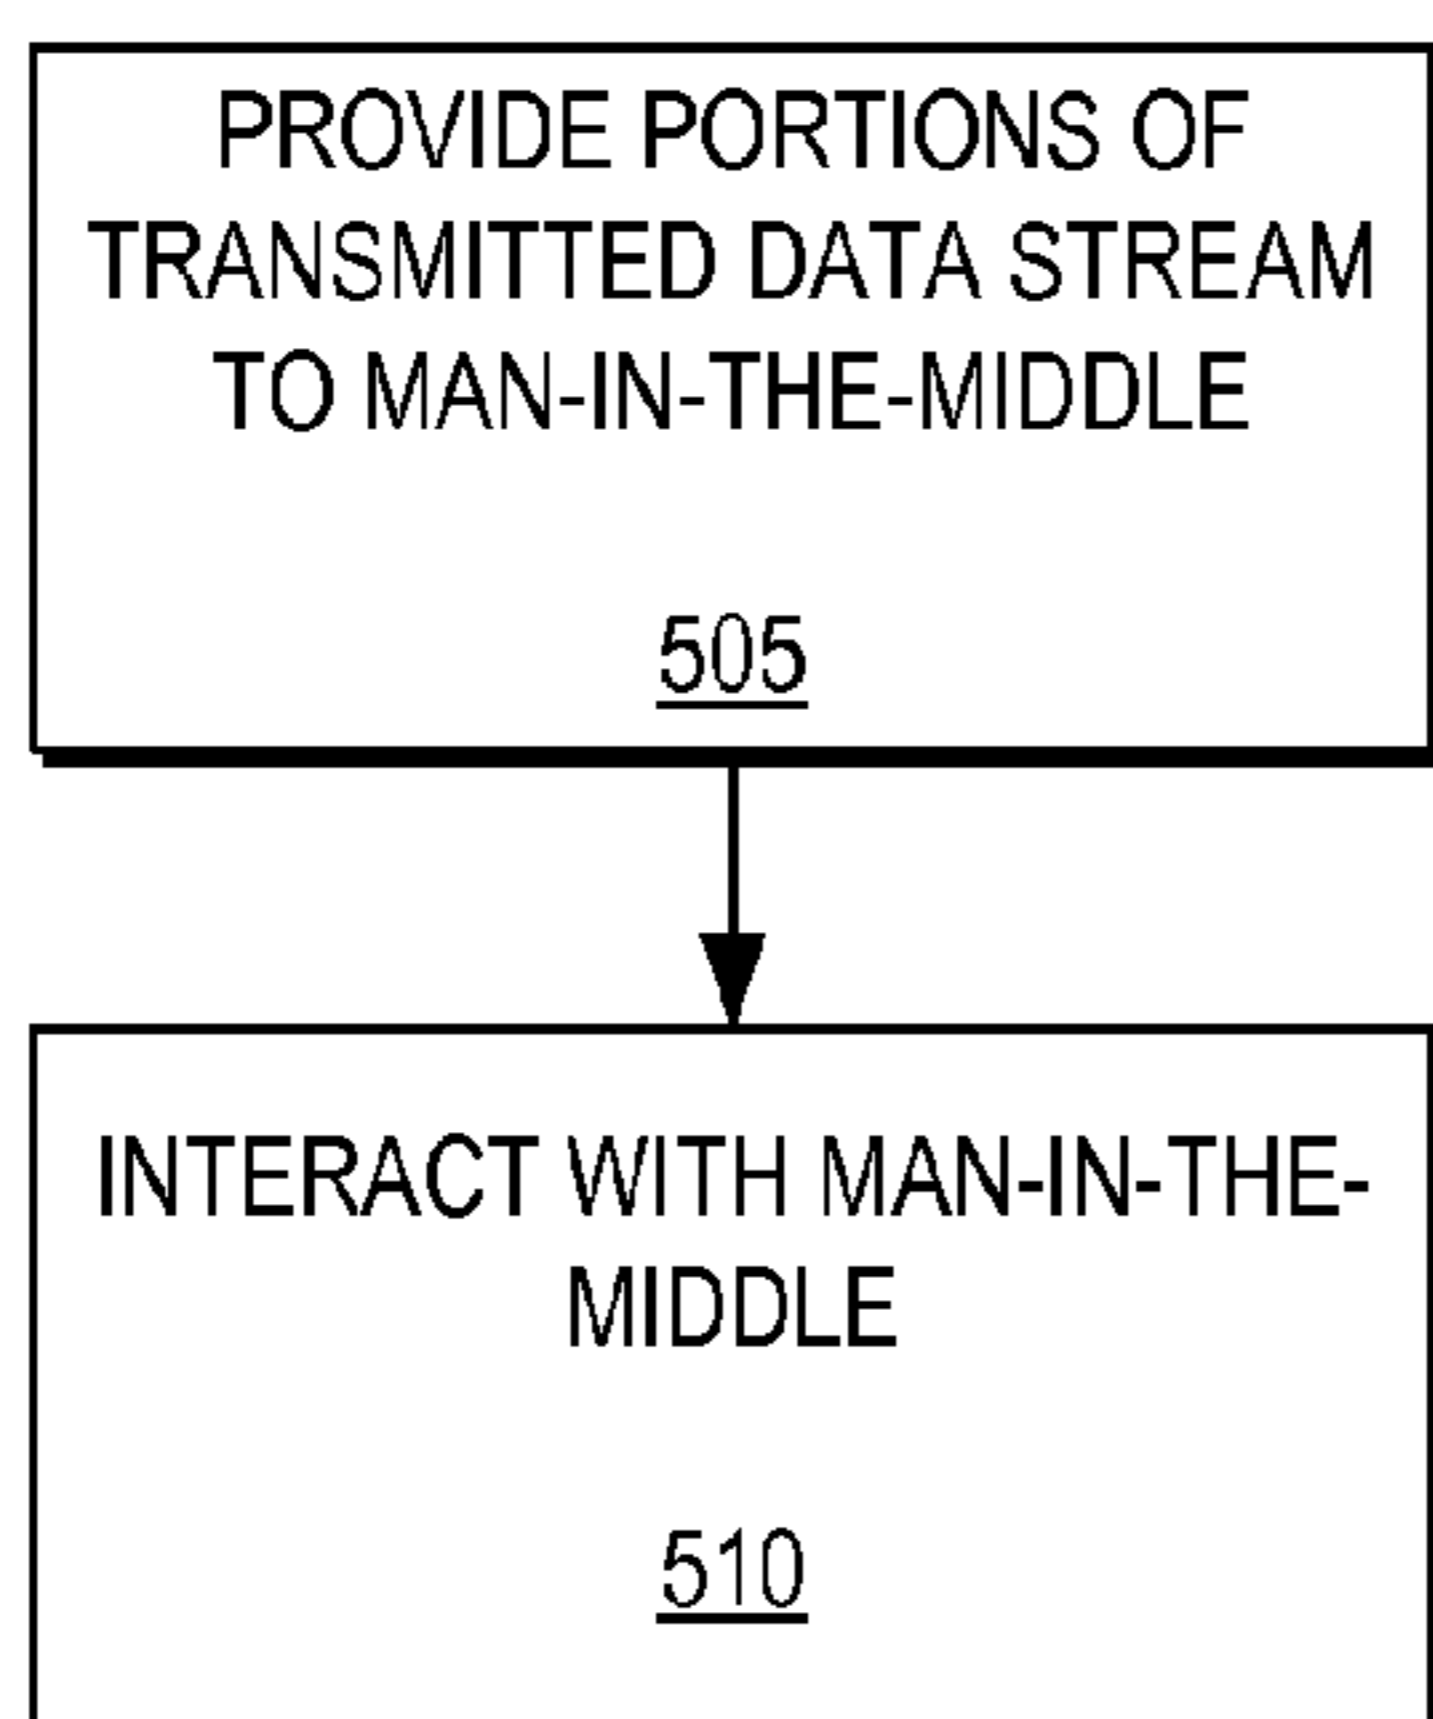 PROVIDE PORTIONS OF
TRANSMITTED DATA STREAM
TO MAN-IN-THE-MIDDLE
505
INTERACT WITH MAN-IN-THE-
MIDDLE
510